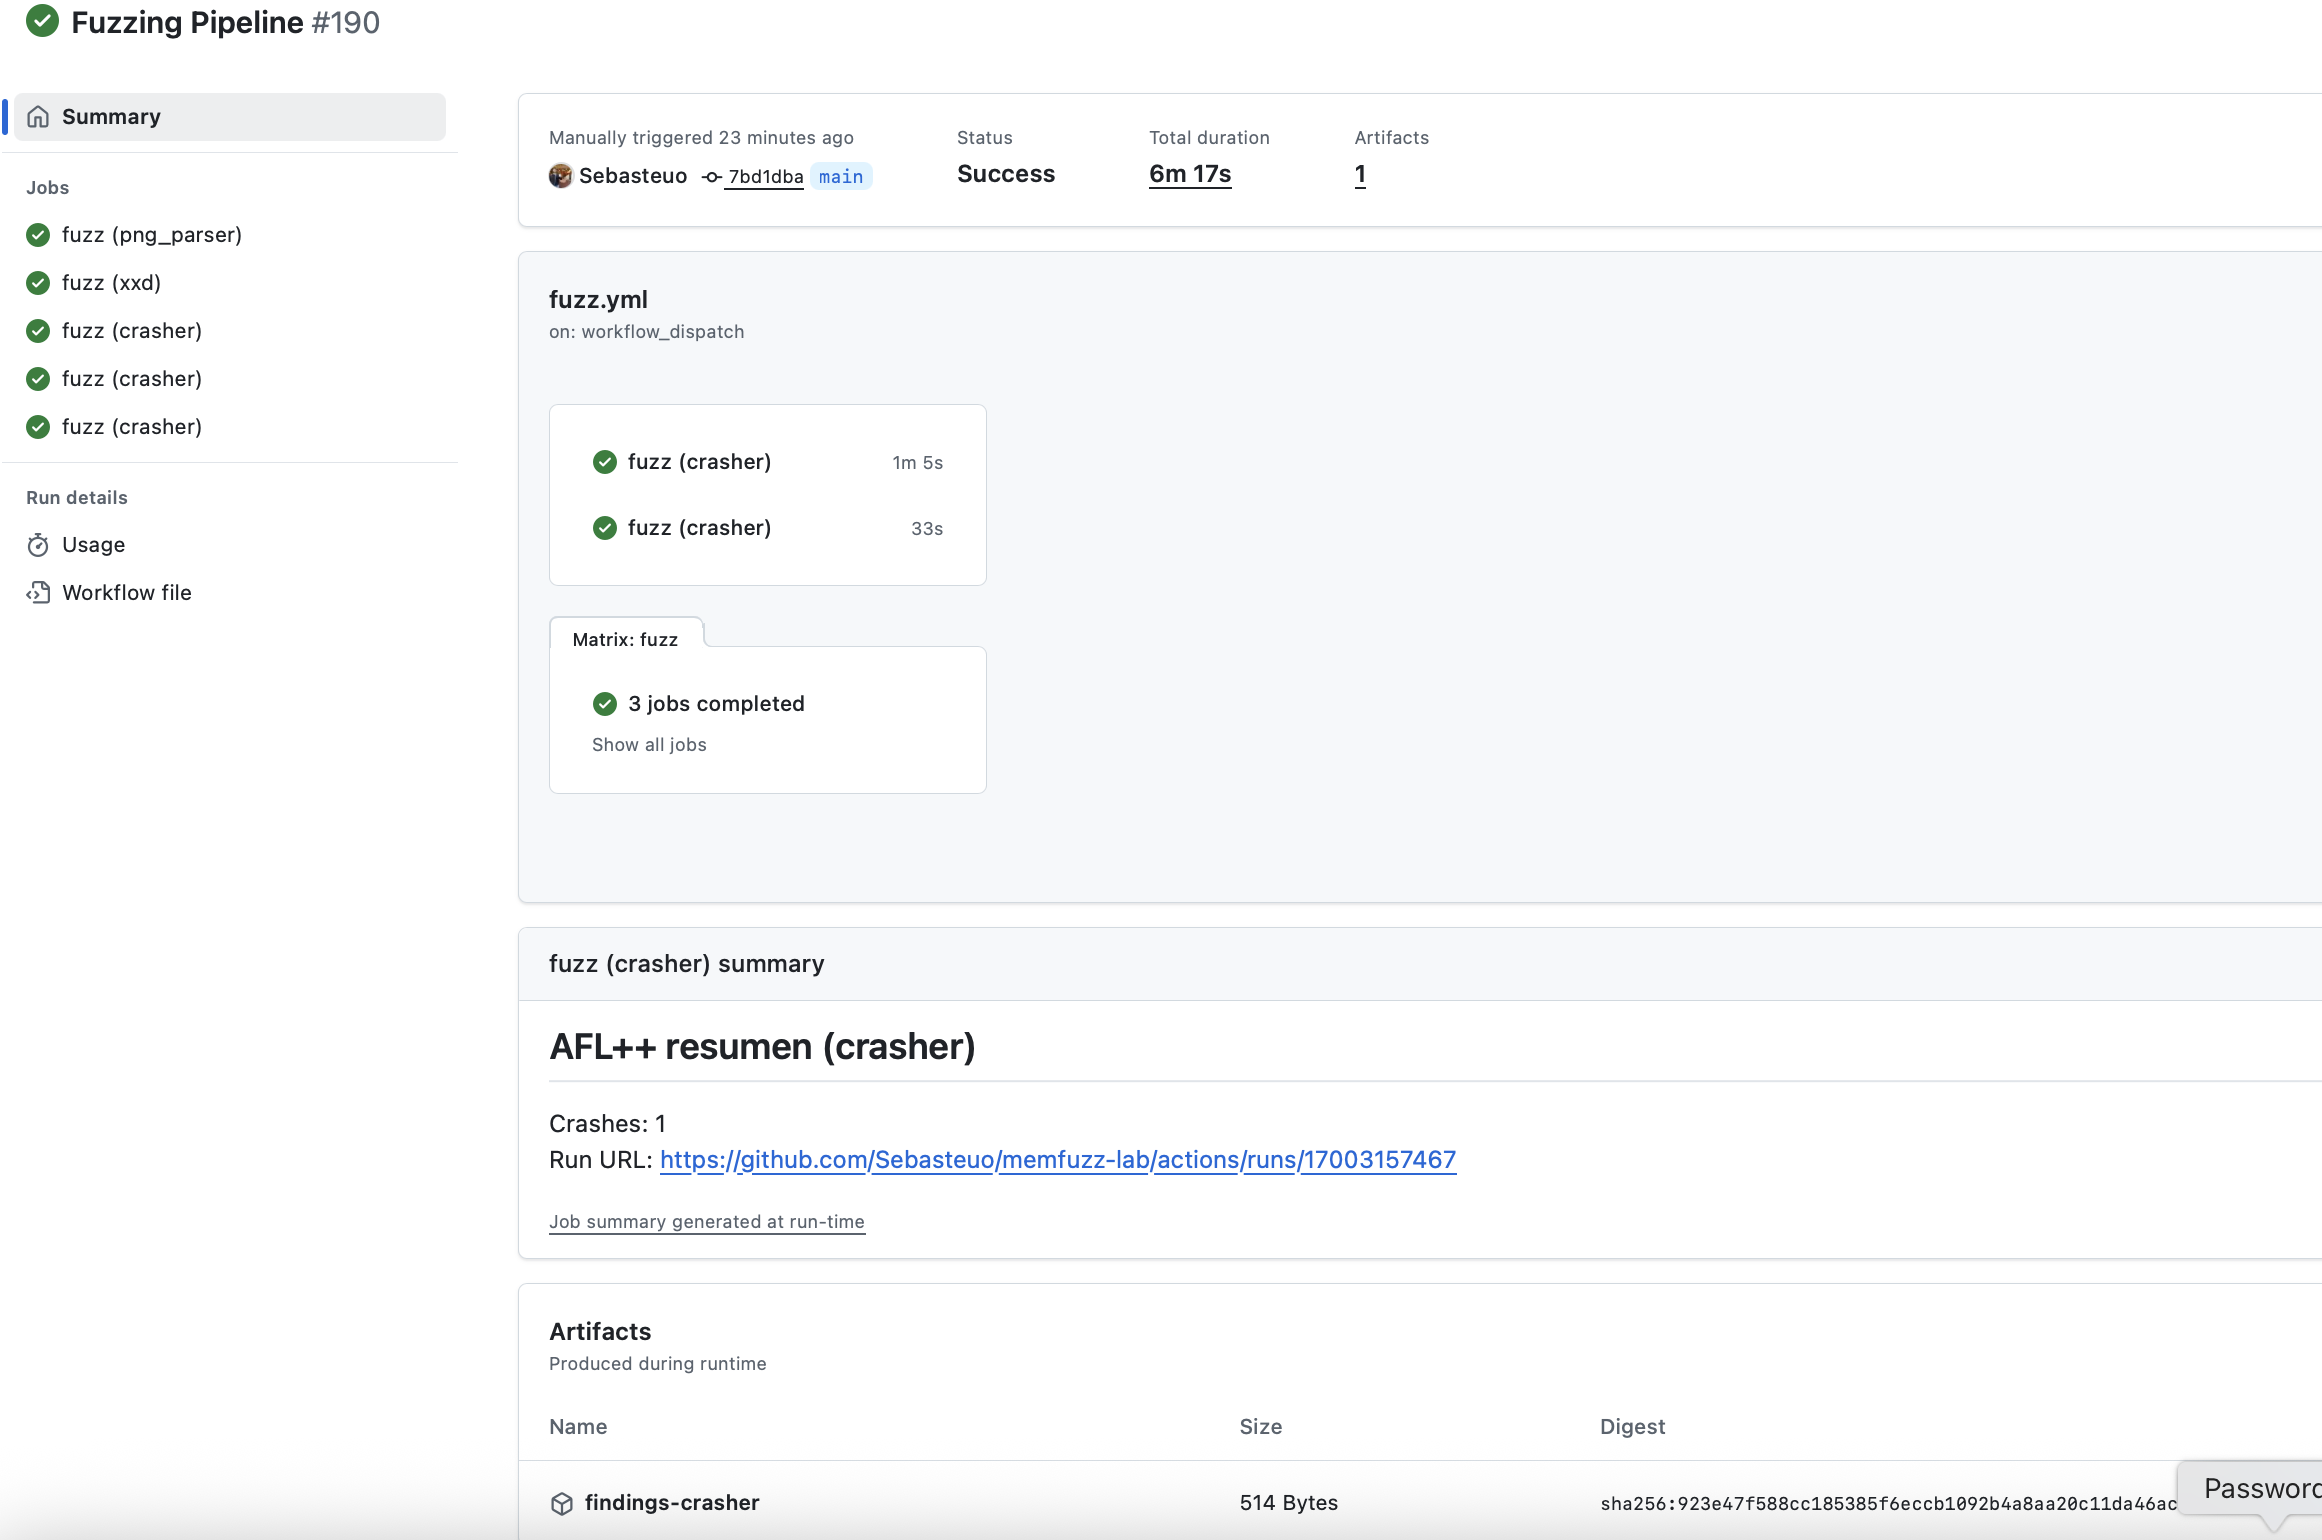 Fuzzing Pipeline #190
Summary
Jobs
fuzz (png_parser)
fuzz (xxd)
fuzz (crasher)
fuzz (crasher)
fuzz (crasher)
Run details
Usage
Workflow file
Manually triggered 23 minutes ago
Sebasteuo 7bd1dba main
Status
Success
Total duration
6m 17s
Artifacts
1
fuzz.yml
on: workflow_dispatch
fuzz (crasher) 1m 5s
fuzz (crasher) 33s
Matrix: fuzz
3 jobs completed
Show all jobs
fuzz (crasher) summary
AFL++ resumen (crasher)
Crashes: 1
Run URL: https://github.com/Sebasteuo/memfuzz-lab/actions/runs/17003157467
Job summary generated at run-time
Artifacts
Produced during runtime
Name Size Digest
findings-crasher 514 Bytes sha256:923e47f588cc185385f6eccb1092b4a8aa20c11da46ac
Password